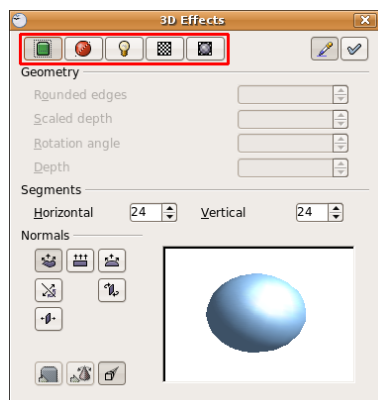 3D Effects
Geometry
Rounded edges
Scaled depth
Rotation angle
Depth
Segments
Horizontal 24 Vertical 24
Normals